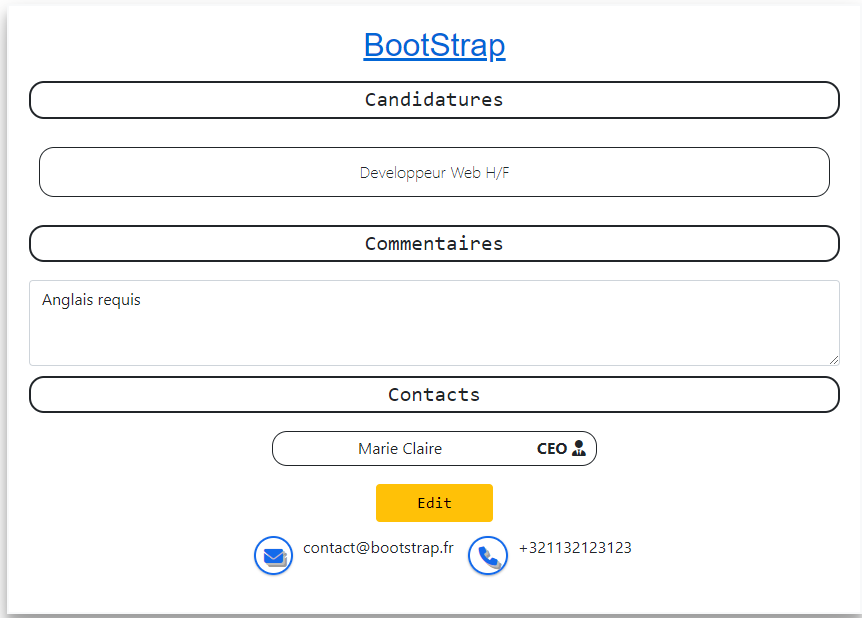 BootStrap
Candidatures
Developpeur Web H/F
Commentaires
Anglais requis
Contacts
Marie Claire CEO
Edit
contact@bootstrap.fr +321132123123